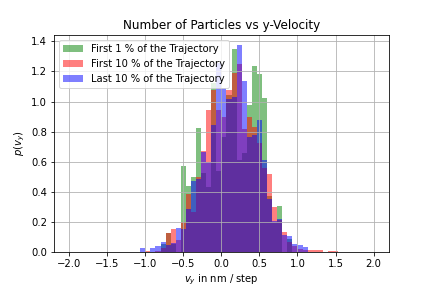 Number of Particles vs y-Velocity
First 1 % of the Trajectory
First 10 % of the Trajectory
Last 10 % of the Trajectory
p(v_y)
1.4
1.2
1.0
0.8
0.6
0.4
0.2
0.0
−2.0 −1.5 −1.0 −0.5 0.0 0.5 1.0 1.5 2.0
v_y in nm / step